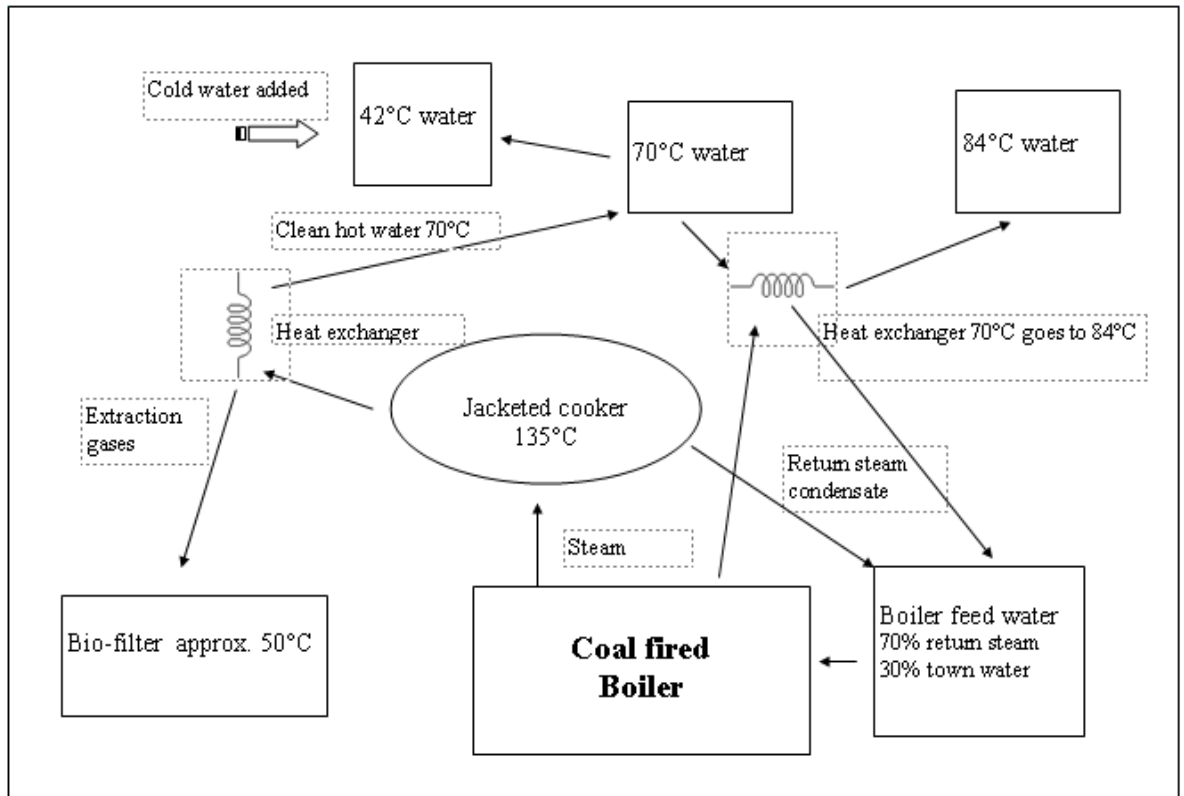 Cold water added
42°C water
70°C water
84°C water
Clean hot water 70°C
Heat exchanger
Heat exchanger 70°C goes to 84°C
Extraction
gases
Jacketed cooker
135°C
Return steam
condensate
Steam
Bio-filter approx. 50°C
Coal fired
Boiler
Boiler feed water
70% return steam
30% town water